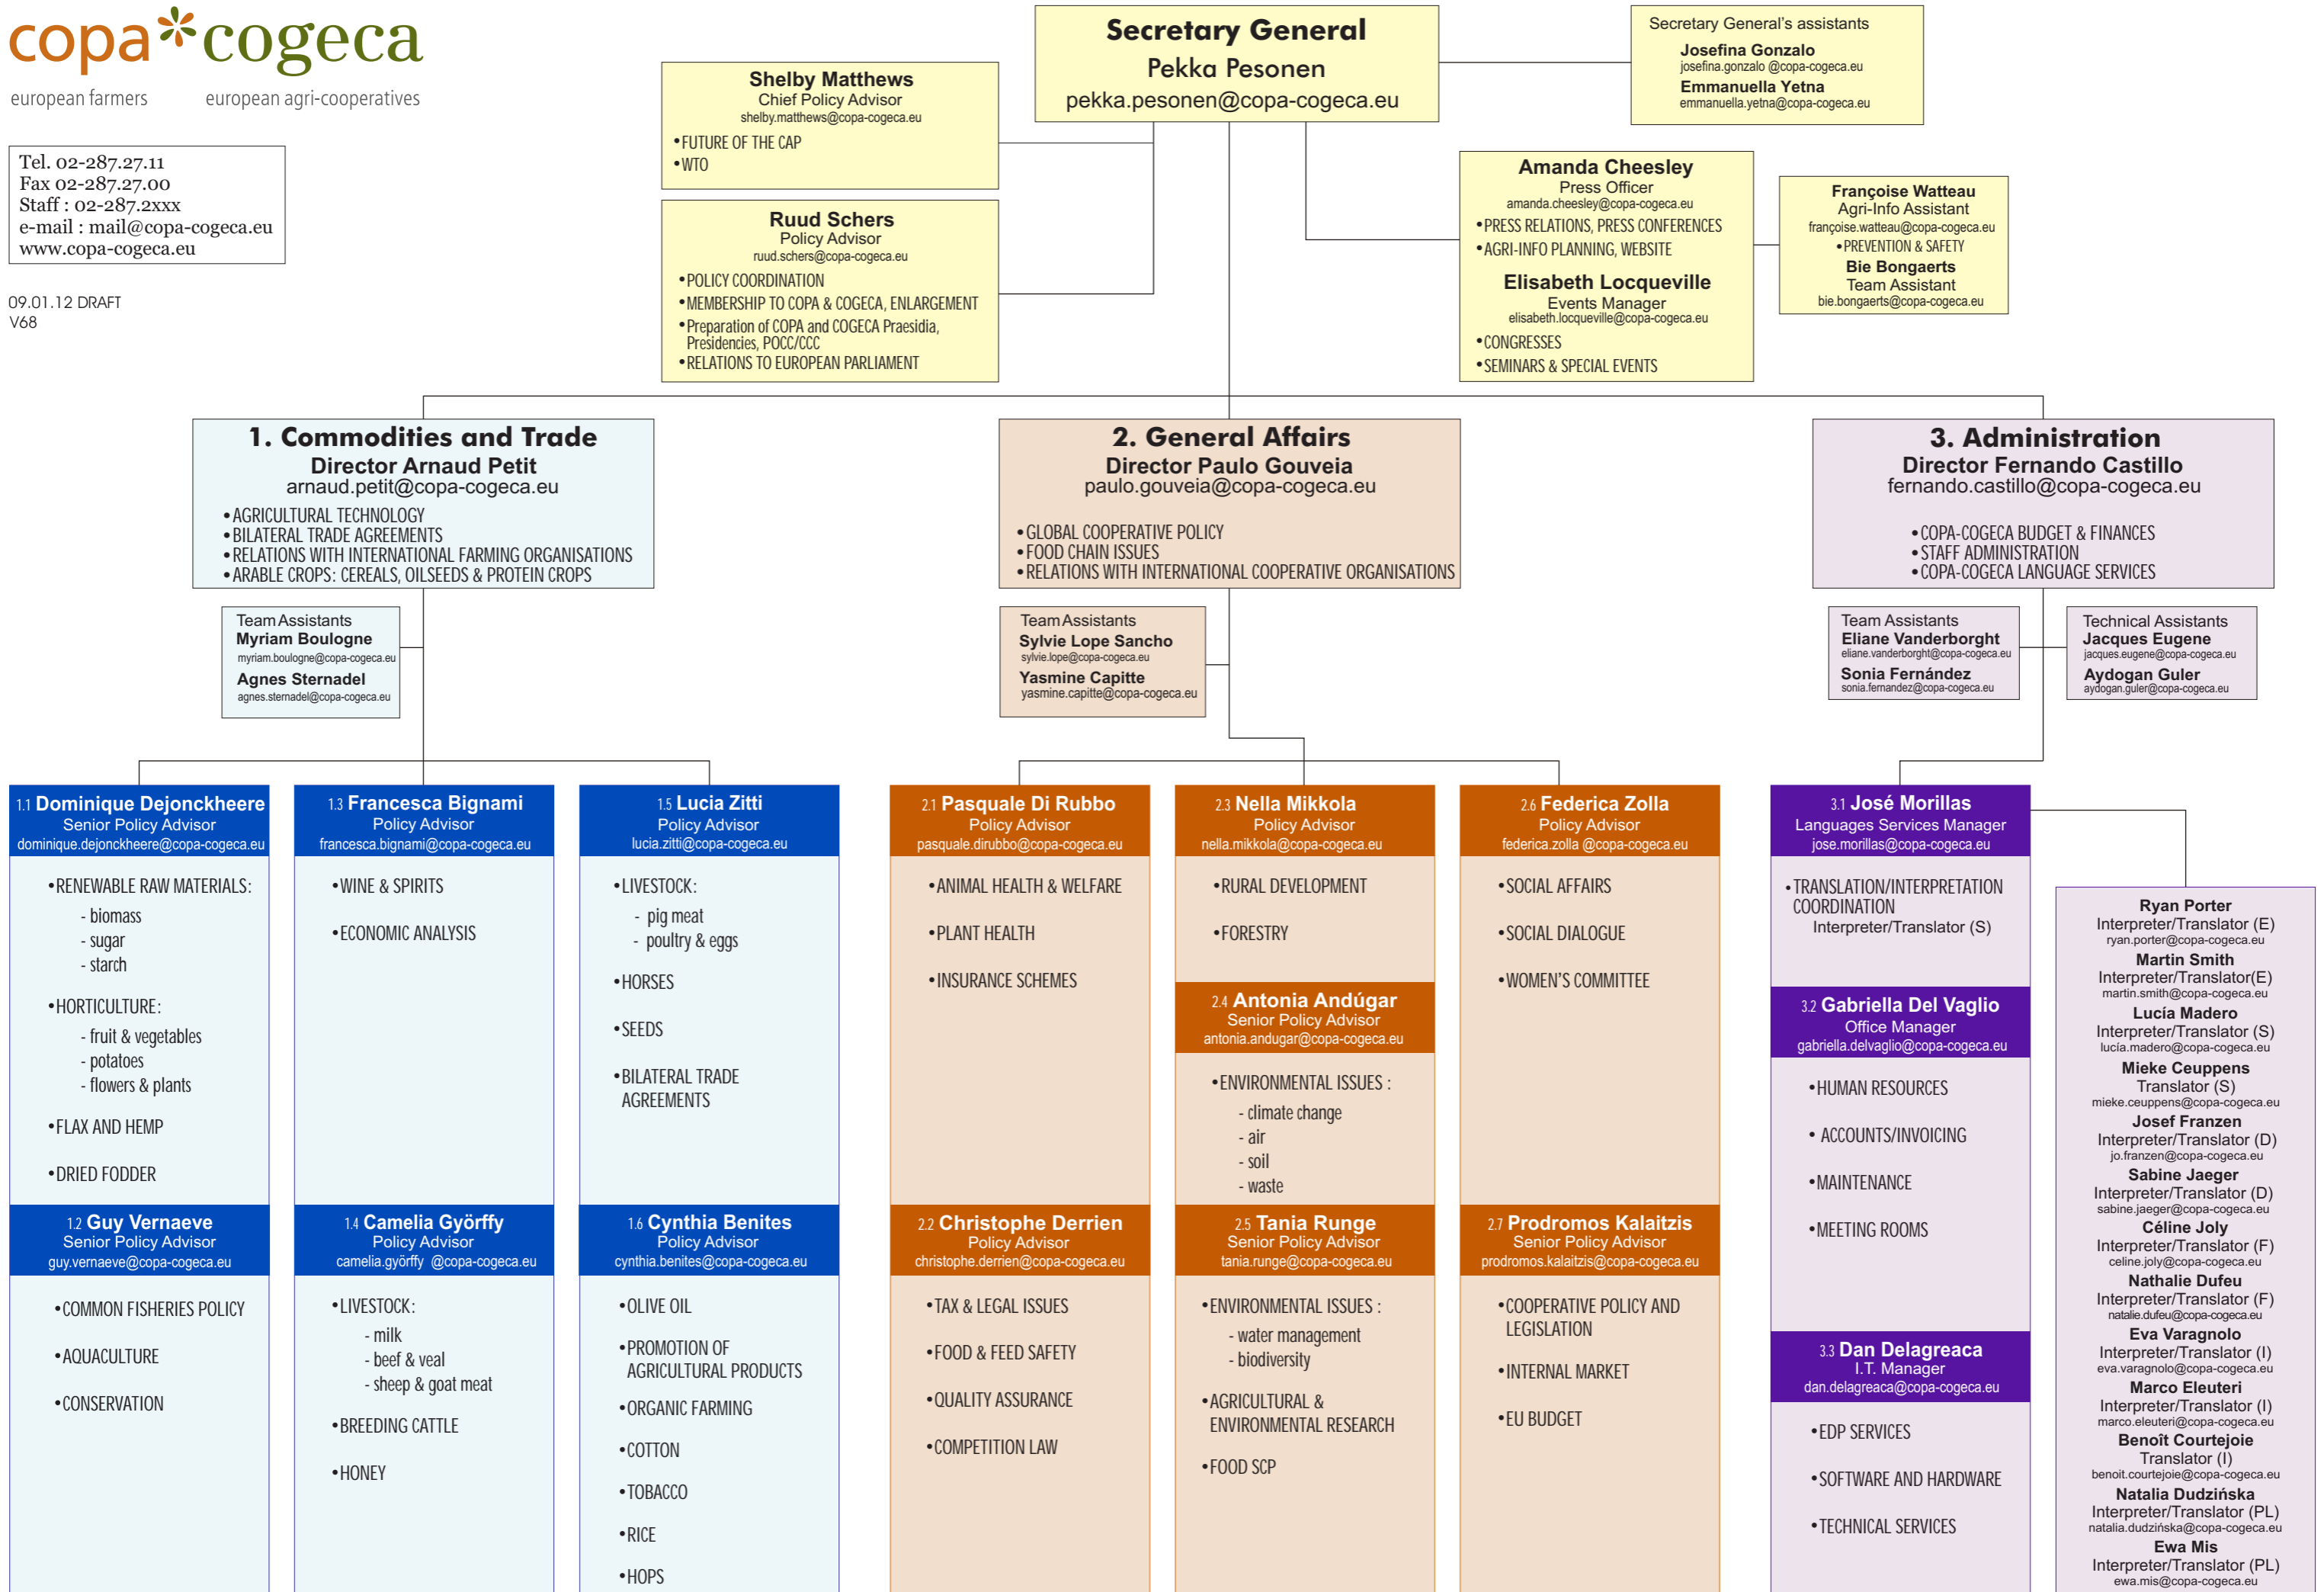 copa*cogeca
european farmers european agri-cooperatives
Tel. 02-287.27.11
Fax 02-287.27.00
Staff : 02-287.2xxx
e-mail : mail@copa-cogeca.eu
www.copa-cogeca.eu
09.01.12 DRAFT
V68
Secretary General
Pekka Pesonen
pekka.pesonen@copa-cogeca.eu
Secretary General's assistants
Josefina Gonzalo
josefina.gonzalo @copa-cogeca.eu
Emmanuella Yetna
emmanuella.yetna@copa-cogeca.eu
Shelby Matthews
Chief Policy Advisor
shelby.matthews@copa-cogeca.eu
•FUTURE OF THE CAP
•WTO
Ruud Schers
Policy Advisor
ruud.schers@copa-cogeca.eu
•POLICY COORDINATION
•MEMBERSHIP TO COPA & COGECA, ENLARGEMENT
•Preparation of COPA and COGECA Praesidia,
Presidencies, POCC/CCC
•RELATIONS TO EUROPEAN PARLIAMENT
Amanda Cheesley
Press Officer
amanda.cheesley@copa-cogeca.eu
•PRESS RELATIONS, PRESS CONFERENCES
•AGRI-INFO PLANNING, WEBSITE
Elisabeth Locqueville
Events Manager
elisabeth.locqueville@copa-cogeca.eu
•CONGRESSES
•SEMINARS & SPECIAL EVENTS
Françoise Watteau
Agri-Info Assistant
françoise.watteau@copa-cogeca.eu
•PREVENTION & SAFETY
Bie Bongaerts
Team Assistant
bie.bongaerts@copa-cogeca.eu
1. Commodities and Trade
Director Arnaud Petit
arnaud.petit@copa-cogeca.eu
•AGRICULTURAL TECHNOLOGY
•BILATERAL TRADE AGREEMENTS
•RELATIONS WITH INTERNATIONAL FARMING ORGANISATIONS
•ARABLE CROPS: CEREALS, OILSEEDS & PROTEIN CROPS
Team Assistants
Myriam Boulogne
myriam.boulogne@copa-cogeca.eu
Agnes Sternadel
agnes.sternadel@copa-cogeca.eu
2. General Affairs
Director Paulo Gouveia
paulo.gouveia@copa-cogeca.eu
•GLOBAL COOPERATIVE POLICY
•FOOD CHAIN ISSUES
•RELATIONS WITH INTERNATIONAL COOPERATIVE ORGANISATIONS
Team Assistants
Sylvie Lope Sancho
sylvie.lope@copa-cogeca.eu
Yasmine Capitte
yasmine.capitte@copa-cogeca.eu
3. Administration
Director Fernando Castillo
fernando.castillo@copa-cogeca.eu
•COPA-COGECA BUDGET & FINANCES
•STAFF ADMINISTRATION
•COPA-COGECA LANGUAGE SERVICES
Team Assistants
Eliane Vanderborght
eliane.vanderborght@copa-cogeca.eu
Sonia Fernández
sonia.fernandez@copa-cogeca.eu
Technical Assistants
Jacques Eugene
jacques.eugene@copa-cogeca.eu
Aydogan Guler
aydogan.guler@copa-cogeca.eu
1.1 Dominique Dejonckheere
Senior Policy Advisor
dominique.dejonckheere@copa-cogeca.eu
•RENEWABLE RAW MATERIALS:
- biomass
- sugar
- starch
•HORTICULTURE:
- fruit & vegetables
- potatoes
- flowers & plants
•FLAX AND HEMP
•DRIED FODDER
1.2 Guy Vernaeve
Senior Policy Advisor
guy.vernaeve@copa-cogeca.eu
•COMMON FISHERIES POLICY
•AQUACULTURE
•CONSERVATION
1.3 Francesca Bignami
Policy Advisor
francesca.bignami@copa-cogeca.eu
•WINE & SPIRITS
•ECONOMIC ANALYSIS
1.4 Camelia Györffy
Policy Advisor
camelia.györffy @copa-cogeca.eu
•LIVESTOCK:
- milk
- beef & veal
- sheep & goat meat
•BREEDING CATTLE
•HONEY
1.5 Lucia Zitti
Policy Advisor
lucia.zitti@copa-cogeca.eu
•LIVESTOCK:
- pig meat
- poultry & eggs
•HORSES
•SEEDS
•BILATERAL TRADE
AGREEMENTS
1.6 Cynthia Benites
Policy Advisor
cynthia.benites@copa-cogeca.eu
•OLIVE OIL
•PROMOTION OF
AGRICULTURAL PRODUCTS
•ORGANIC FARMING
•COTTON
•TOBACCO
•RICE
•HOPS
2.1 Pasquale Di Rubbo
Policy Advisor
pasquale.dirubbo@copa-cogeca.eu
•ANIMAL HEALTH & WELFARE
•PLANT HEALTH
•INSURANCE SCHEMES
2.2 Christophe Derrien
Policy Advisor
christophe.derrien@copa-cogeca.eu
•TAX & LEGAL ISSUES
•FOOD & FEED SAFETY
•QUALITY ASSURANCE
•COMPETITION LAW
2.3 Nella Mikkola
Policy Advisor
nella.mikkola@copa-cogeca.eu
•RURAL DEVELOPMENT
•FORESTRY
2.4 Antonia Andúgar
Senior Policy Advisor
antonia.andugar@copa-cogeca.eu
•ENVIRONMENTAL ISSUES :
- climate change
- air
- soil
- waste
2.5 Tania Runge
Senior Policy Advisor
tania.runge@copa-cogeca.eu
•ENVIRONMENTAL ISSUES :
- water management
- biodiversity
•AGRICULTURAL &
ENVIRONMENTAL RESEARCH
•FOOD SCP
2.6 Federica Zolla
Policy Advisor
federica.zolla @copa-cogeca.eu
•SOCIAL AFFAIRS
•SOCIAL DIALOGUE
•WOMEN'S COMMITTEE
2.7 Prodromos Kalaitzis
Senior Policy Advisor
prodromos.kalaitzis@copa-cogeca.eu
•COOPERATIVE POLICY AND
LEGISLATION
•INTERNAL MARKET
•EU BUDGET
3.1 José Morillas
Languages Services Manager
jose.morillas@copa-cogeca.eu
•TRANSLATION/INTERPRETATION
COORDINATION
Interpreter/Translator (S)
3.2 Gabriella Del Vaglio
Office Manager
gabriella.delvaglio@copa-cogeca.eu
•HUMAN RESOURCES
• ACCOUNTS/INVOICING
•MAINTENANCE
•MEETING ROOMS
3.3 Dan Delagreaca
I.T. Manager
dan.delagreaca@copa-cogeca.eu
•EDP SERVICES
•SOFTWARE AND HARDWARE
•TECHNICAL SERVICES
Ryan Porter
Interpreter/Translator (E)
ryan.porter@copa-cogeca.eu
Martin Smith
Interpreter/Translator(E)
martin.smith@copa-cogeca.eu
Lucía Madero
Interpreter/Translator (S)
lucía.madero@copa-cogeca.eu
Mieke Ceuppens
Translator (S)
mieke.ceuppens@copa-cogeca.eu
Josef Franzen
Interpreter/Translator (D)
jo.franzen@copa-cogeca.eu
Sabine Jaeger
Interpreter/Translator (D)
sabine.jaeger@copa-cogeca.eu
Céline Joly
Interpreter/Translator (F)
celine.joly@copa-cogeca.eu
Nathalie Dufeu
Interpreter/Translator (F)
natalie.dufeu@copa-cogeca.eu
Eva Varagnolo
Interpreter/Translator (I)
eva.varagnolo@copa-cogeca.eu
Marco Eleuteri
Interpreter/Translator (I)
marco.eleuteri@copa-cogeca.eu
Benoît Courtejoie
Translator (I)
benoit.courtejoie@copa-cogeca.eu
Natalia Dudzińska
Interpreter/Translator (PL)
natalia.dudzińska@copa-cogeca.eu
Ewa Mis
Interpreter/Translator (PL)
ewa.mis@copa-cogeca.eu